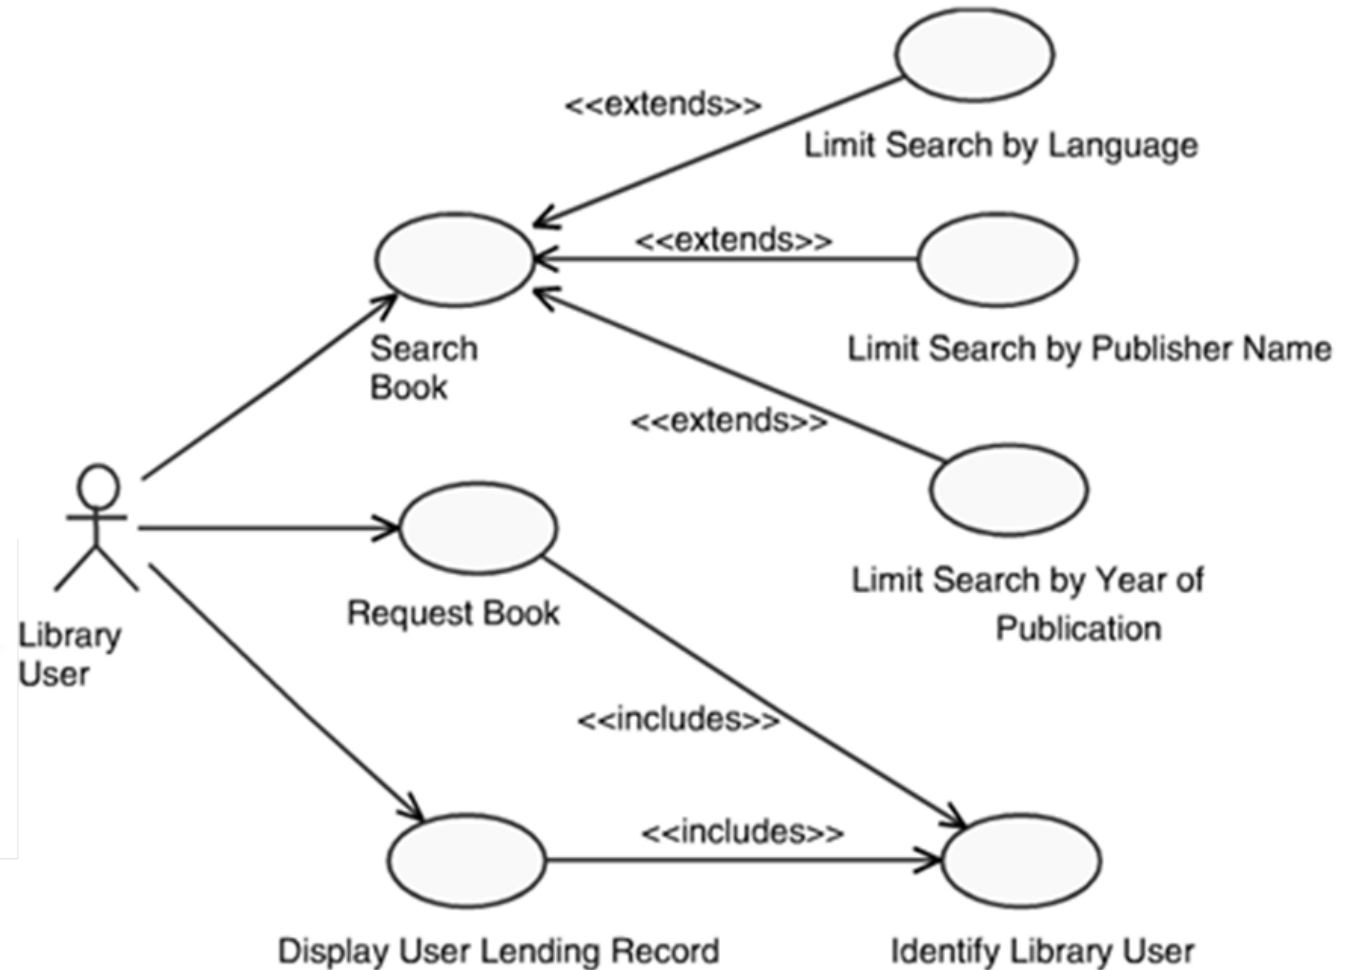 <<extends>>
Limit Search by Language
<<extends>>
Search
Book
Limit Search by Publisher Name
<<extends>>
Limit Search by Year of
Publication
Request Book
Library
User
<<includes>>
<<includes>>
Display User Lending Record
Identify Library User